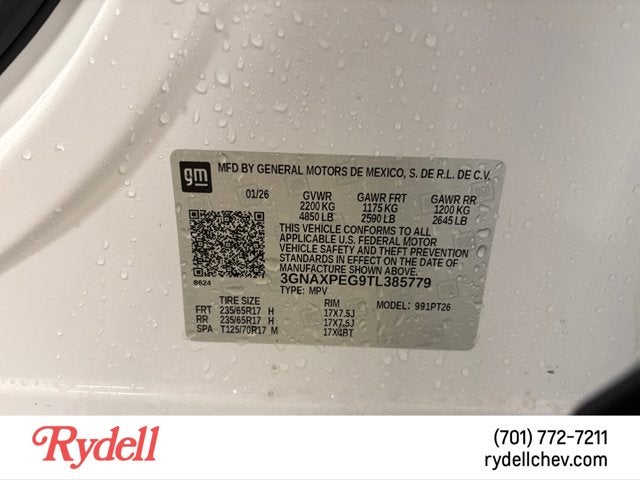 gm
MFD BY GENERAL MOTORS DE MEXICO, S. DE R.L. DE C.V.
01/26 GVWR GAWR FRT GAWR RR
2200 KG 1175 KG 1200 KG
4850 LB 2590 LB 2645 LB
THIS VEHICLE CONFORMS TO ALL
APPLICABLE U.S. FEDERAL MOTOR
VEHICLE SAFETY AND THEFT PREVENTION
STANDARDS IN EFFECT ON THE DATE OF
MANUFACTURE SHOWN ABOVE.
3GNAXPEG9TL385779
8624
TYPE: MPV
MODEL: 991PT26
TIRE SIZE RIM
FRT 235/65R17 H 17X7.5J
RR 235/65R17 H 17X7.5J
SPA T125/70R17 M 17X4BT
Rydell
(701) 772-7211
rydellchev.com